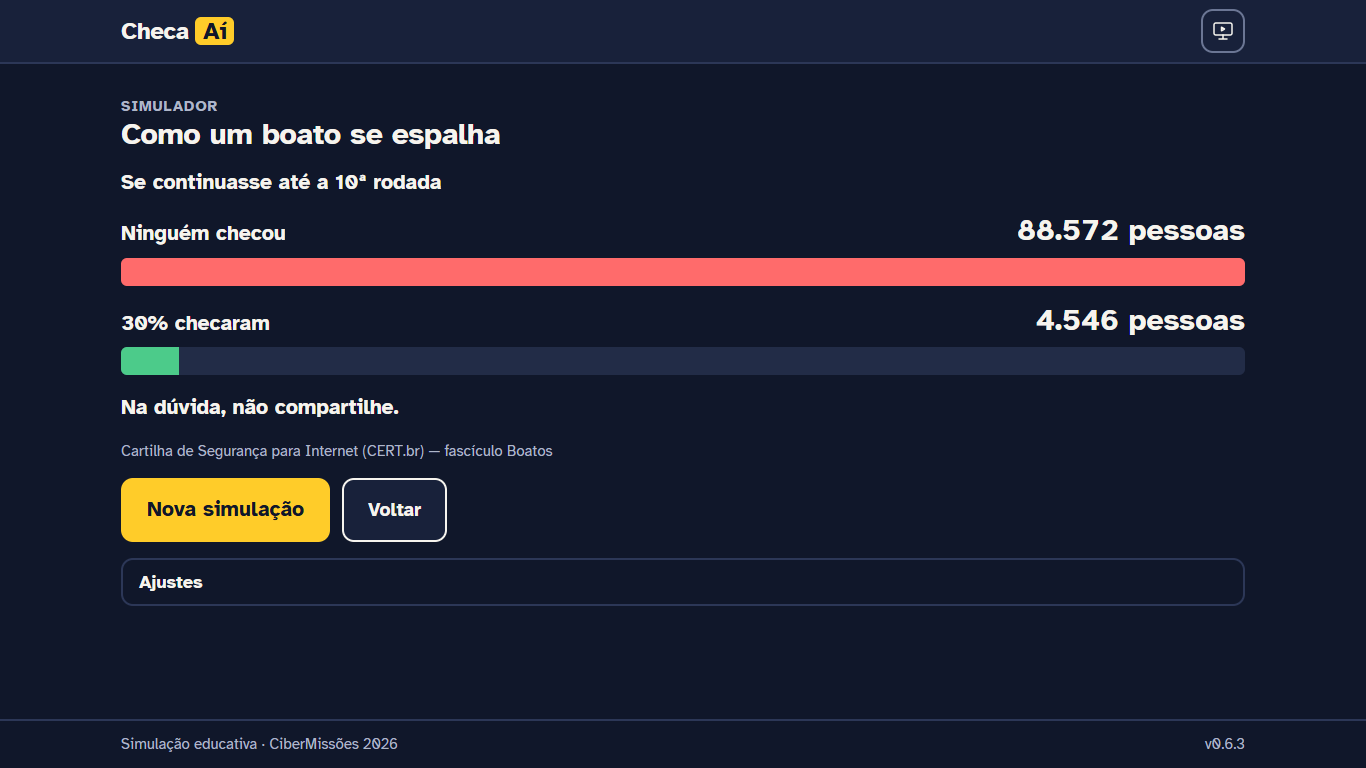 Checa Aí
SIMULADOR
Como um boato se espalha
Se continuasse até a 10ª rodada
Ninguém checou
88.572 pessoas
30% checaram
4.546 pessoas
Na dúvida, não compartilhe.
Cartilha de Segurança para Internet (CERT.br) — fascículo Boatos
Nova simulação
Voltar
Ajustes
Simulação educativa · CiberMissões 2026
v0.6.3